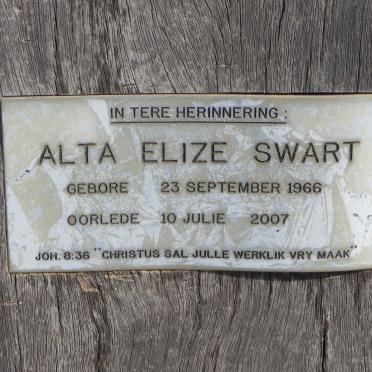 IN TERE HERINNERING :
ALTA ELIZE SWART
GEBORE 23 SEPTEMBER 1966
OORLEDE 10 JULIE 2007
JOH. 8:36 "CHRISTUS SAL JULLE WERKLIK VRY MAAK"